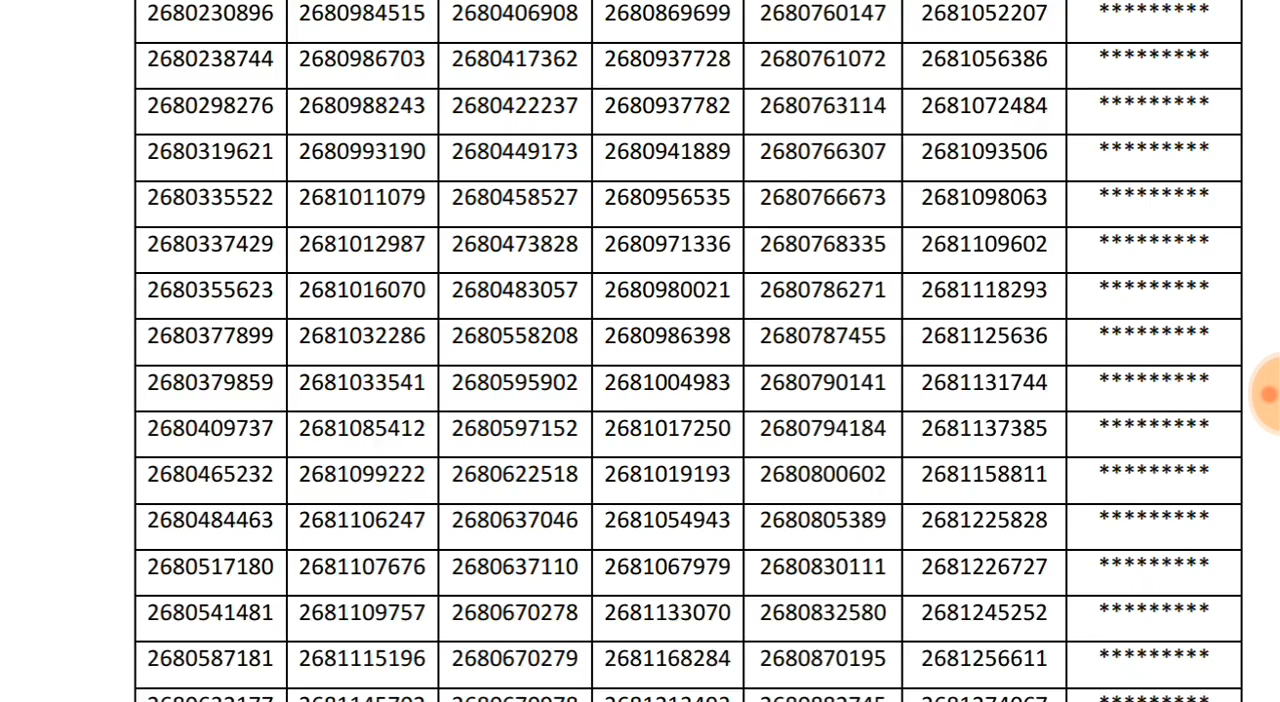 2680230896 2680984515 2680406908 2680869699 2680760147 2681052207 *********
2680238744 2680986703 2680417362 2680937728 2680761072 2681056386 *********
2680298276 2680988243 2680422237 2680937782 2680763114 2681072484 *********
2680319621 2680993190 2680449173 2680941889 2680766307 2681093506 *********
2680335522 2681011079 2680458527 2680956535 2680766673 2681098063 *********
2680337429 2681012987 2680473828 2680971336 2680768335 2681109602 *********
2680355623 2681016070 2680483057 2680980021 2680786271 2681118293 *********
2680377899 2681032286 2680558208 2680986398 2680787455 2681125636 *********
2680379859 2681033541 2680595902 2681004983 2680790141 2681131744 *********
2680409737 2681085412 2680597152 2681017250 2680794184 2681137385 *********
2680465232 2681099222 2680622518 2681019193 2680800602 2681158811 *********
2680484463 2681106247 2680637046 2681054943 2680805389 2681225828 *********
2680517180 2681107676 2680637110 2681067979 2680830111 2681226727 *********
2680541481 2681109757 2680670278 2681133070 2680832580 2681245252 *********
2680587181 2681115196 2680670279 2681168284 2680870195 2681256611 *********